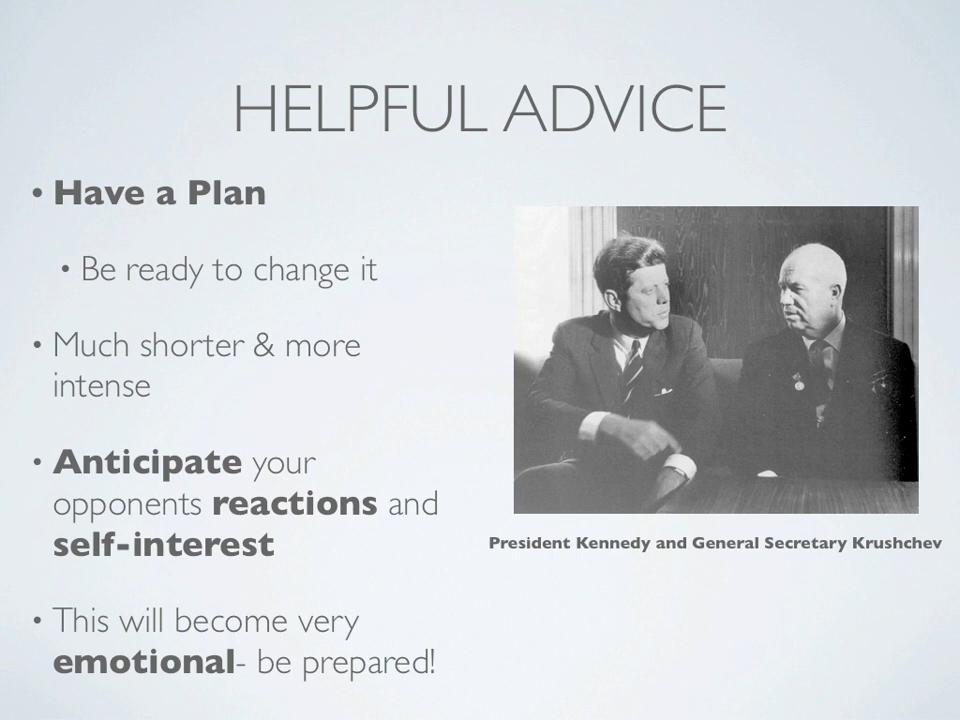 HELPFUL ADVICE
• Have a Plan
• Be ready to change it
• Much shorter & more
intense
• Anticipate your
opponents reactions and
self-interest
• This will become very
emotional- be prepared!
President Kennedy and General Secretary Krushchev